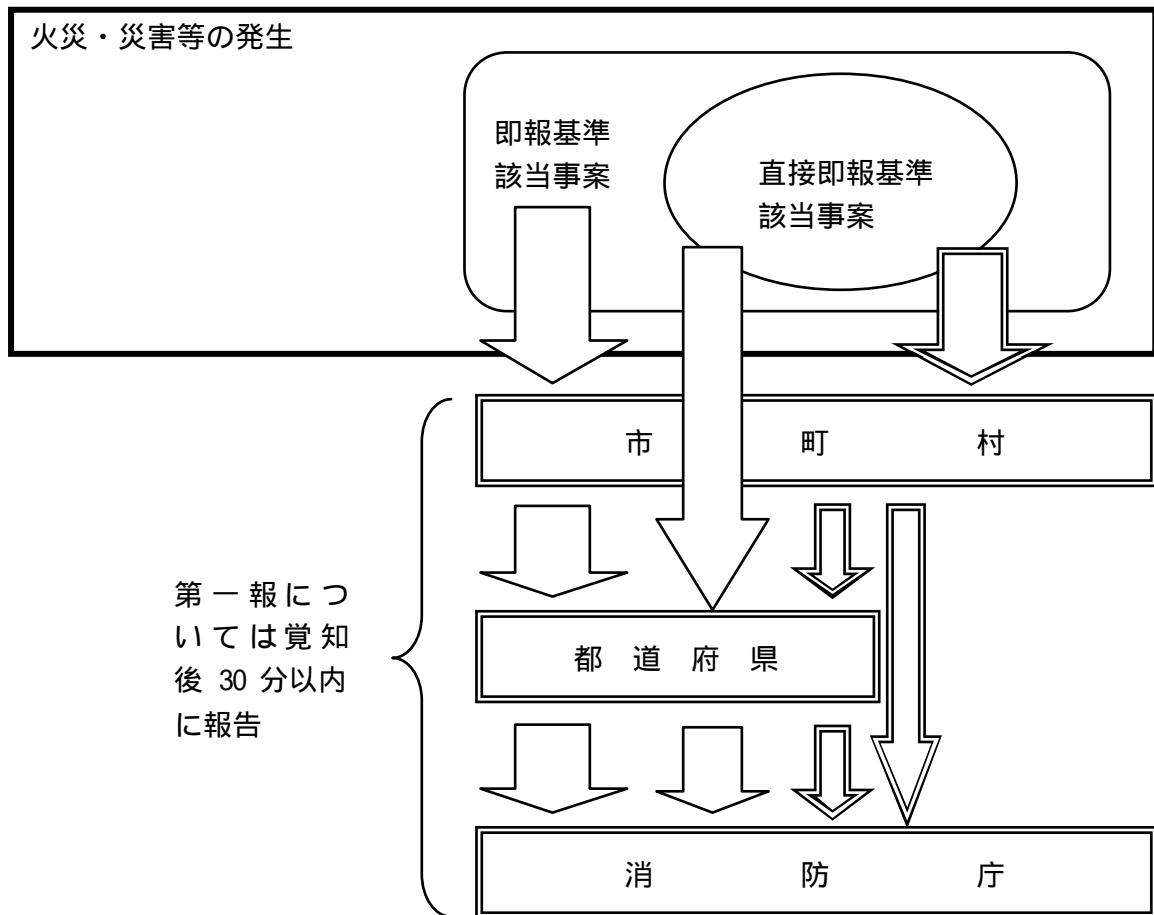 火災・災害等の発生
即報基準
該当事案
直接即報基準
該当事案
市町村
第一報につ
いては覚知
後 30 分以内
に報告
都道府県
消防庁